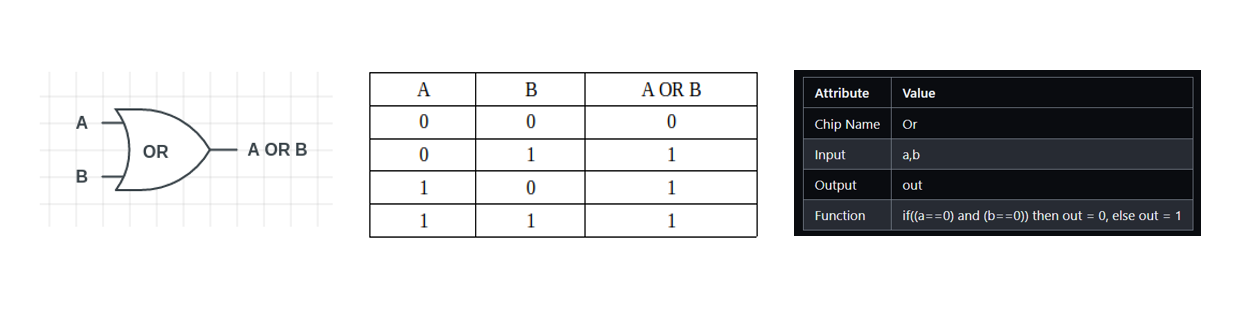 A
OR
A OR B
B
A B A OR B
0 0 0
0 1 1
1 0 1
1 1 1
Attribute Value
Chip Name Or
Input a,b
Output out
Function if((a==0) and (b==0)) then out = 0, else out = 1